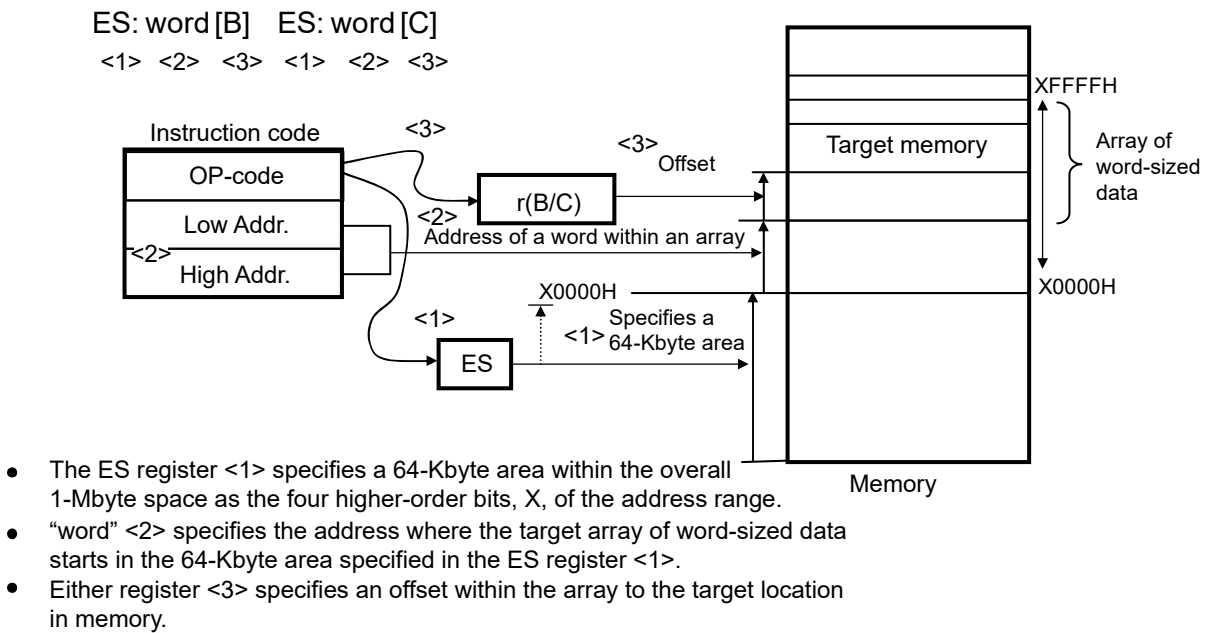 ES: word [B] ES: word [C]
<1> <2> <3> <1> <2> <3>
XFFFFH
Instruction code
<3>
<3>
Offset
Target memory
Array of
word-sized
data
OP-code
r(B/C)
Low Addr.
<2>
Address of a word within an array
<2>
High Addr.
X0000H
X0000H
<1>
<1>
Specifies a
64-Kbyte area
ES
Memory
● The ES register <1> specifies a 64-Kbyte area within the overall
1-Mbyte space as the four higher-order bits, X, of the address range.
● “word” <2> specifies the address where the target array of word-sized data
starts in the 64-Kbyte area specified in the ES register <1>.
● Either register <3> specifies an offset within the array to the target location
in memory.